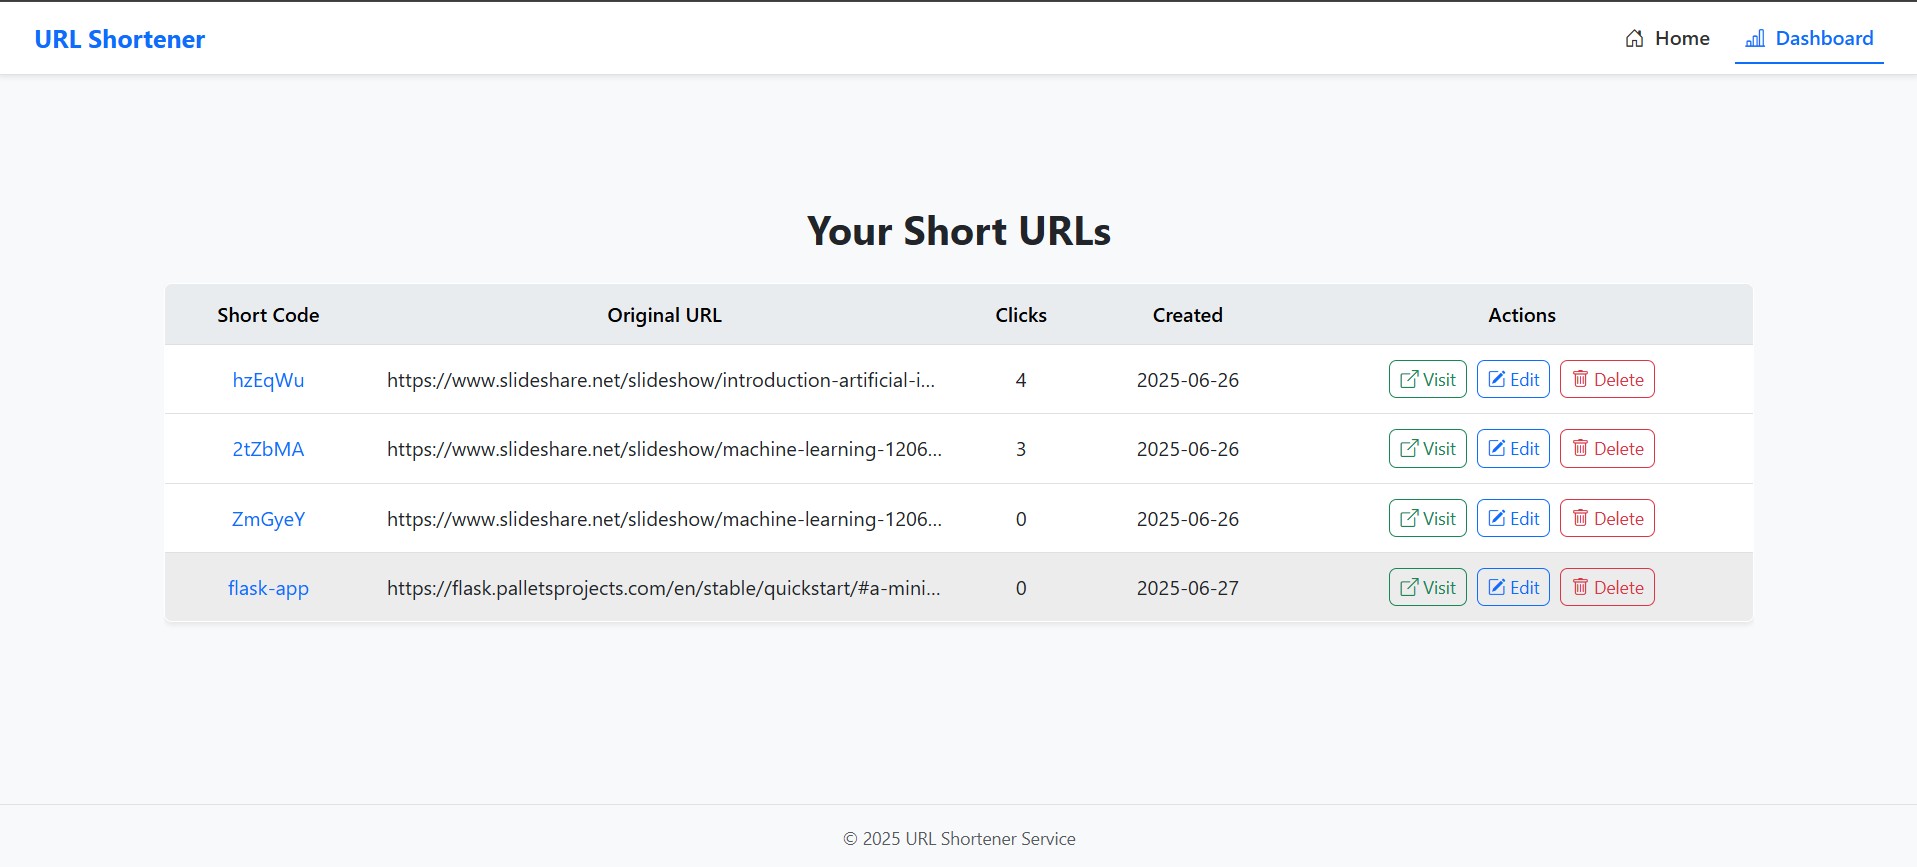 URL Shortener Home Dashboard
Your Short URLs
Short Code Original URL Clicks Created Actions
hzEqWu https://www.slideshare.net/slideshow/introduction-artificial-i... 4 2025-06-26 Visit Edit Delete
2tZbMA https://www.slideshare.net/slideshow/machine-learning-1206... 3 2025-06-26 Visit Edit Delete
ZmGyeY https://www.slideshare.net/slideshow/machine-learning-1206... 0 2025-06-26 Visit Edit Delete
flask-app https://flask.palletsprojects.com/en/stable/quickstart/#a-mini... 0 2025-06-27 Visit Edit Delete
© 2025 URL Shortener Service